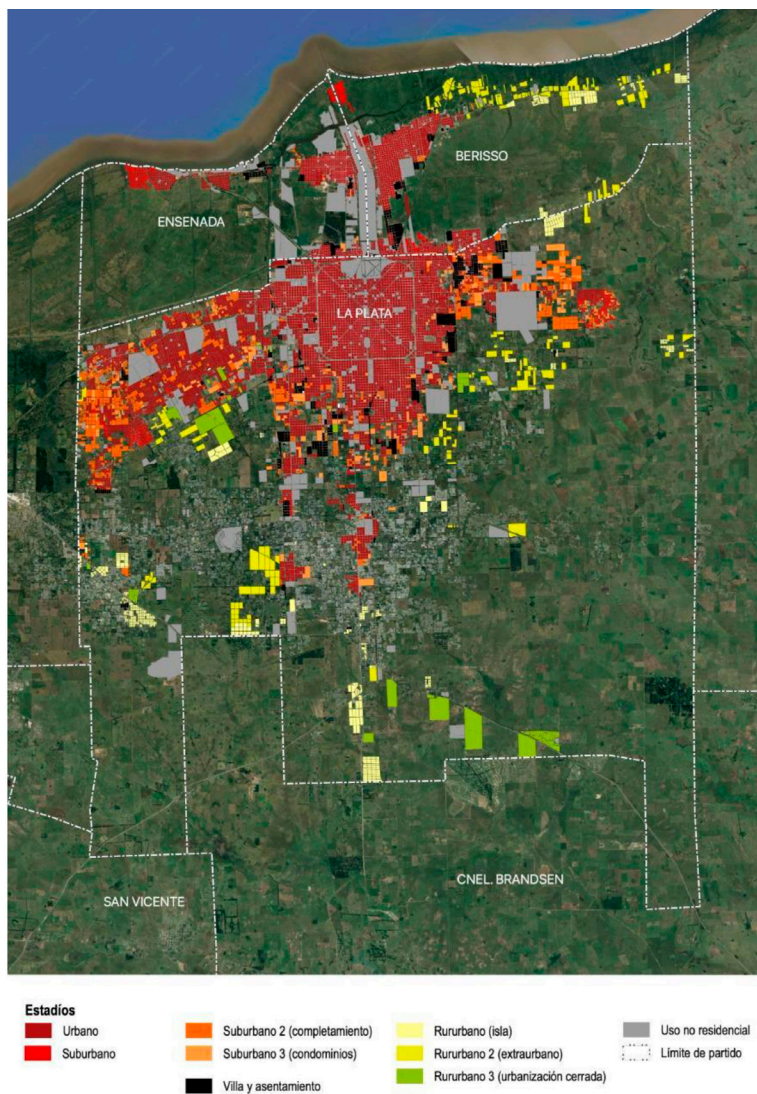 BERISSO
ENSENADA
LA PLATA
CNEL. BRANDSEN
SAN VICENTE
Estadíos
Urbano
Suburbano
Suburbano 2 (completamiento)
Suburbano 3 (condominios)
Villa y asentamiento
Rururbano (isla)
Rururbano 2 (extraurbano)
Rururbano 3 (urbanización cerrada)
Uso no residencial
Límite de partido